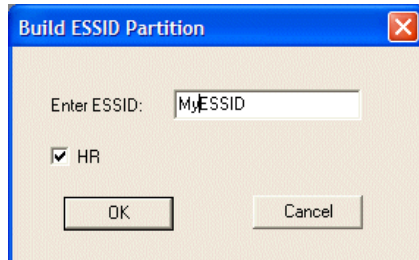 Build ESSID Partition
Enter ESSID: MyESSID
HR
OK Cancel